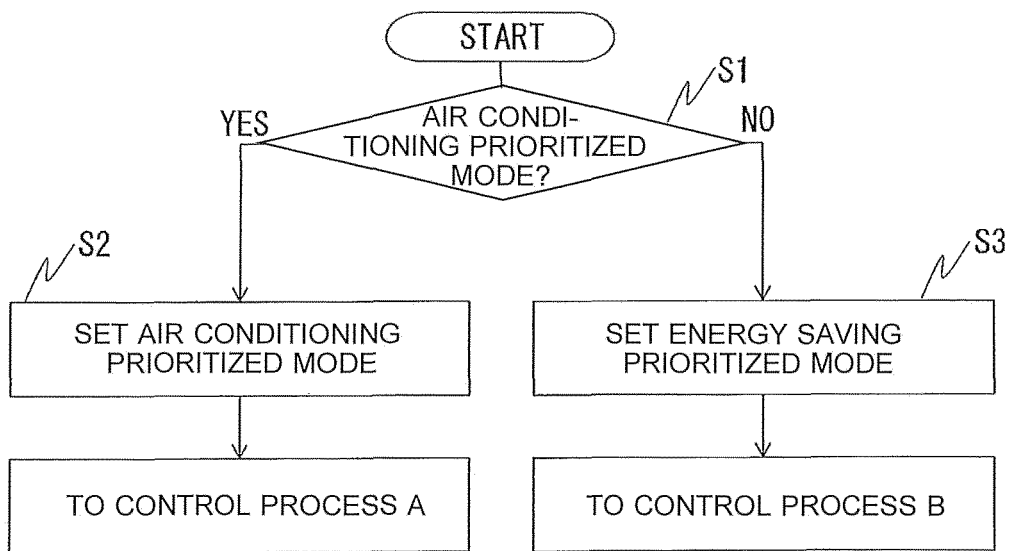 START
S1
YES
NO
AIR CONDI-
TIONING PRIORITIZED
MODE?
S2
S3
SET AIR CONDITIONING
PRIORITIZED MODE
SET ENERGY SAVING
PRIORITIZED MODE
TO CONTROL PROCESS A
TO CONTROL PROCESS B